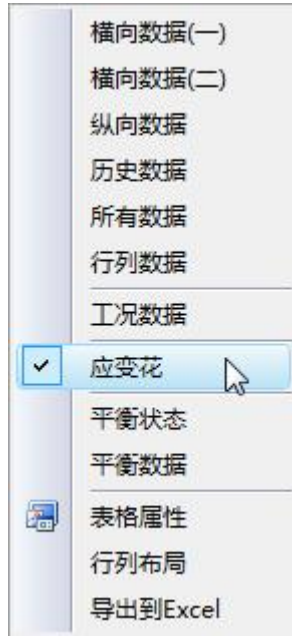 横向数据(一)
横向数据(二)
纵向数据
历史数据
所有数据
行列数据
工况数据
应变花
平衡状态
平衡数据
表格属性
行列布局
导出到Excel